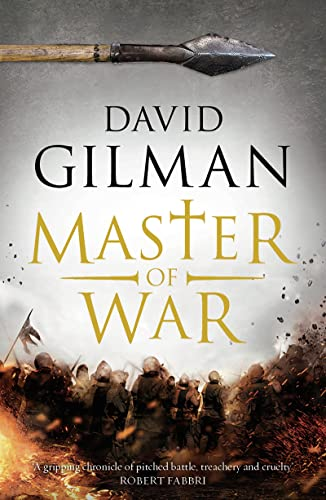 DAVID
GILMAN
MASTER
OF
WAR
'A gripping chronicle of pitched battle, treachery and cruelty'
ROBERT FABBRI